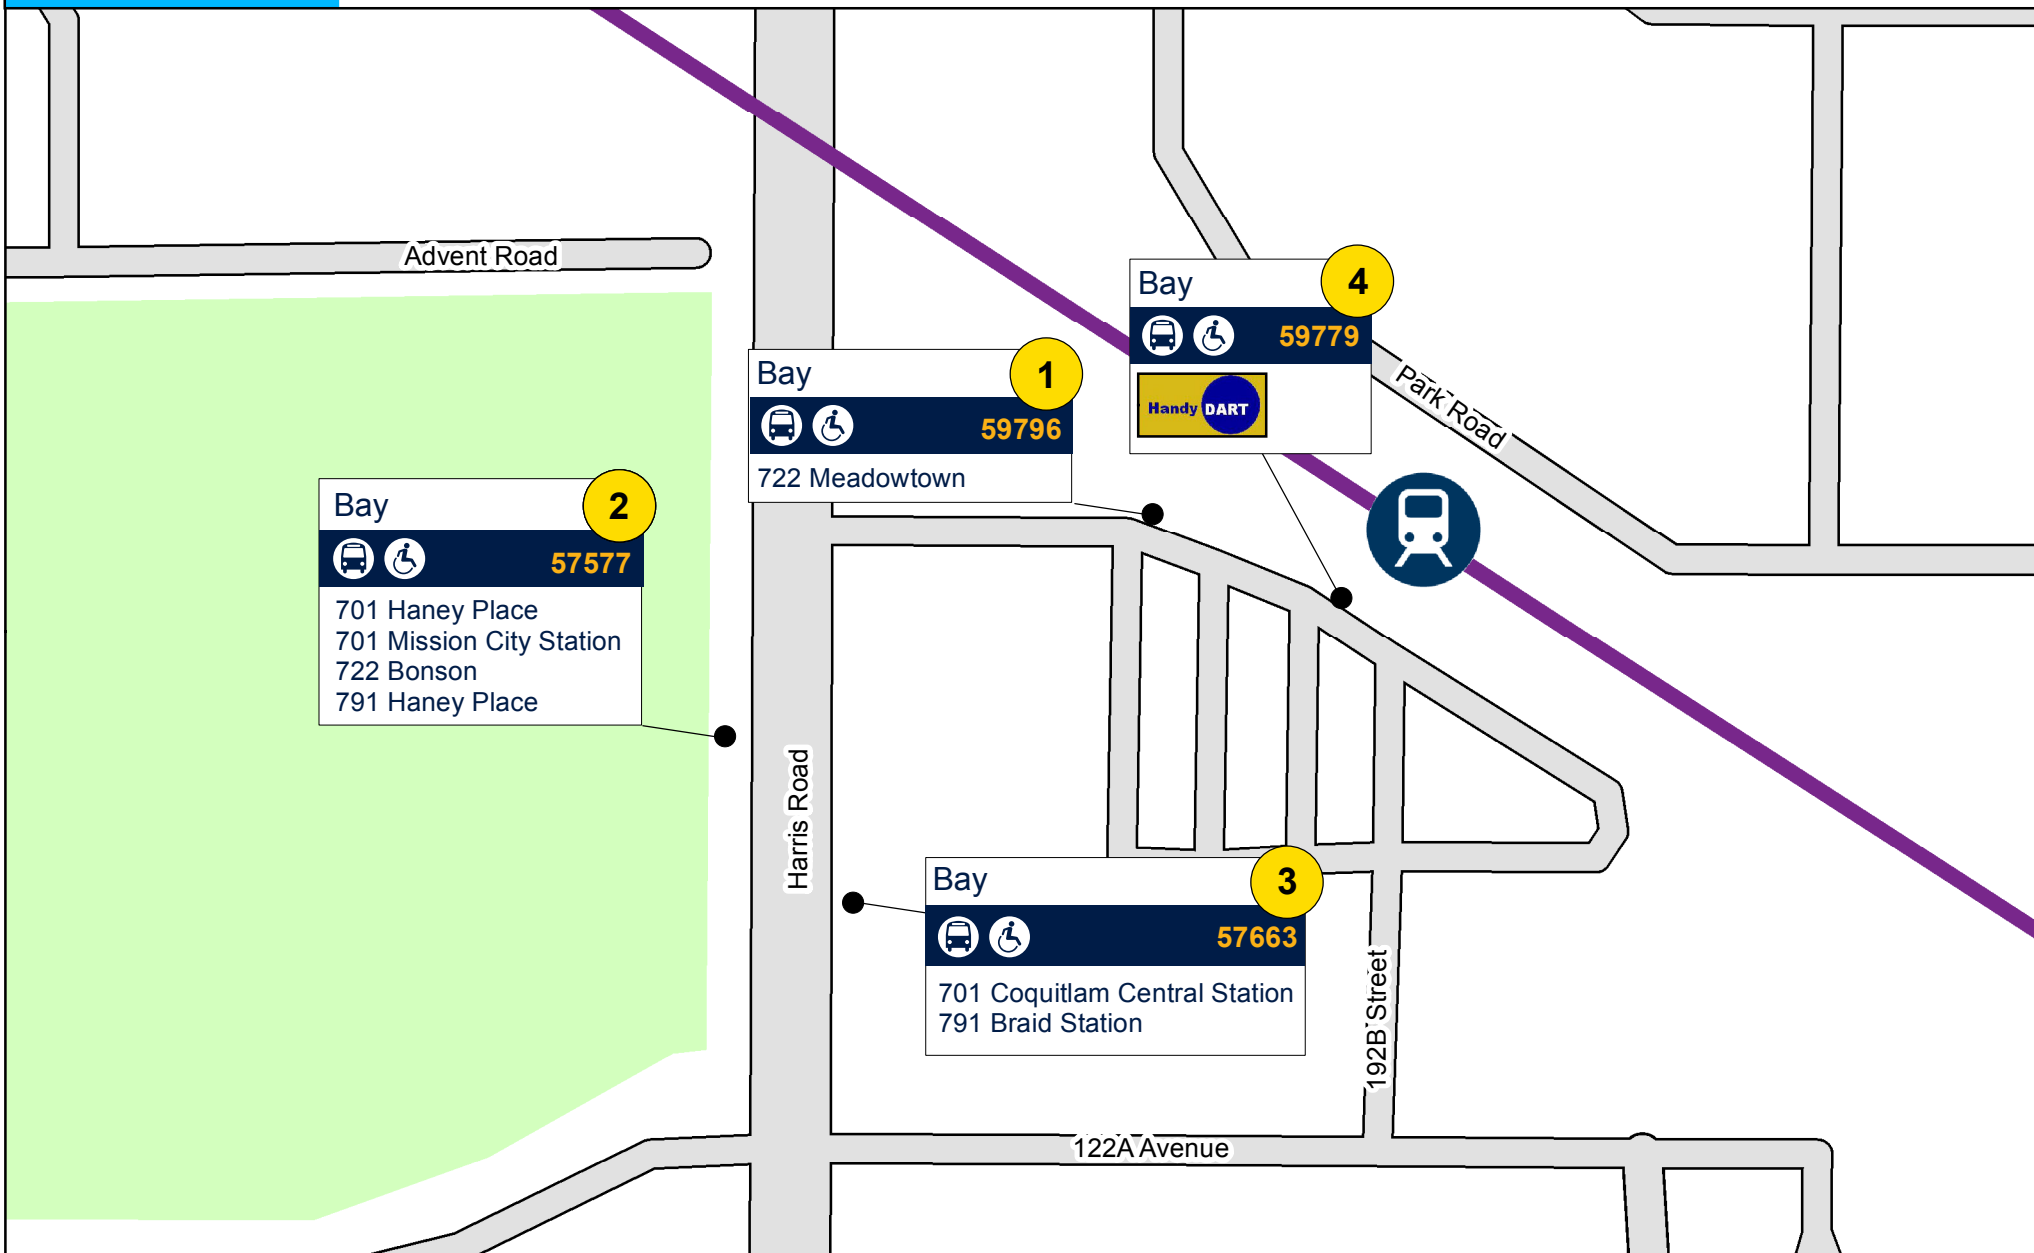 Advent Road
Bay
4
59779
Handy DART
Park Road
Bay
1
59796
722 Meadowtown
Bay
2
57577
701 Haney Place
701 Mission City Station
722 Bonson
791 Haney Place
Harris Road
Bay
3
57663
701 Coquitlam Central Station
791 Braid Station
192B Street
122A Avenue